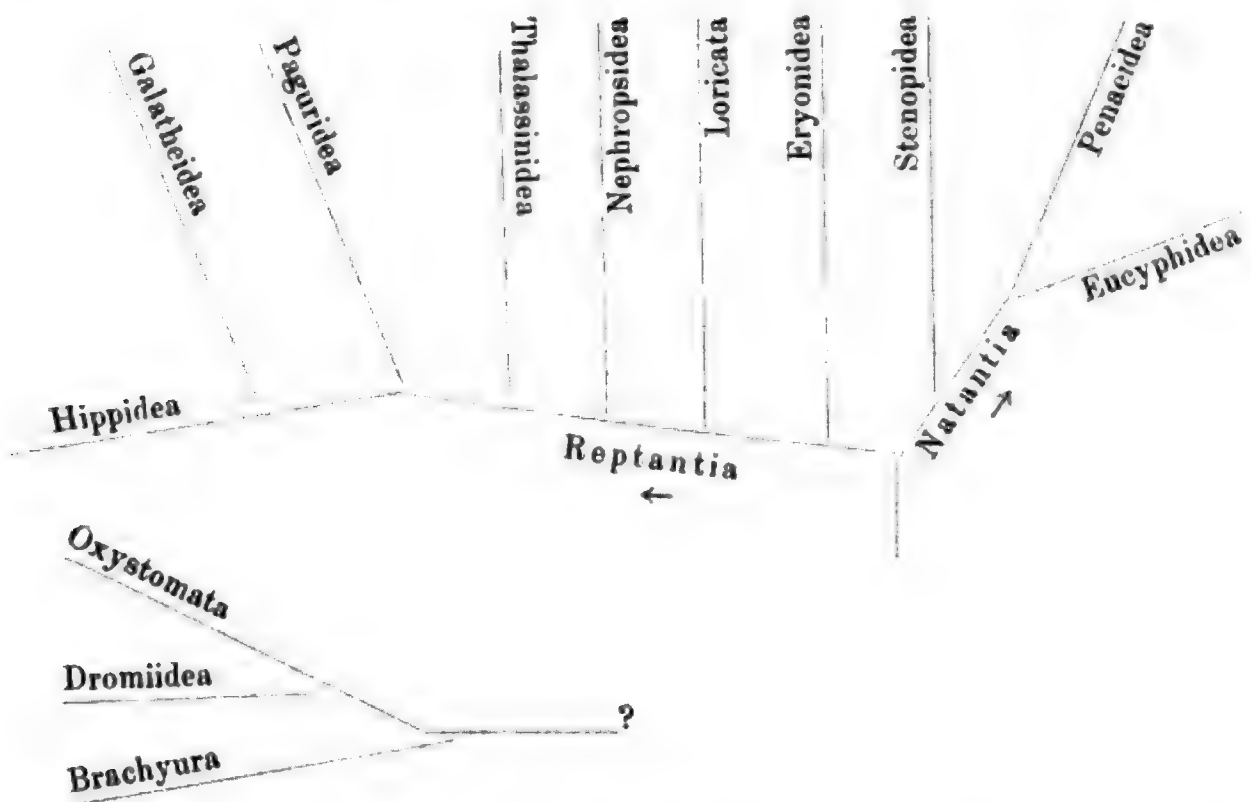 Galatheidea
Paguridea
Thalassinidea
Nephropsidea
Loricata
Eryonidea
Stenopidea
Penaeidea
Eucyphidea
Natantia
→
Hippidea
Reptantia
←
Oxystomata
Dromiidea
?
Brachyura